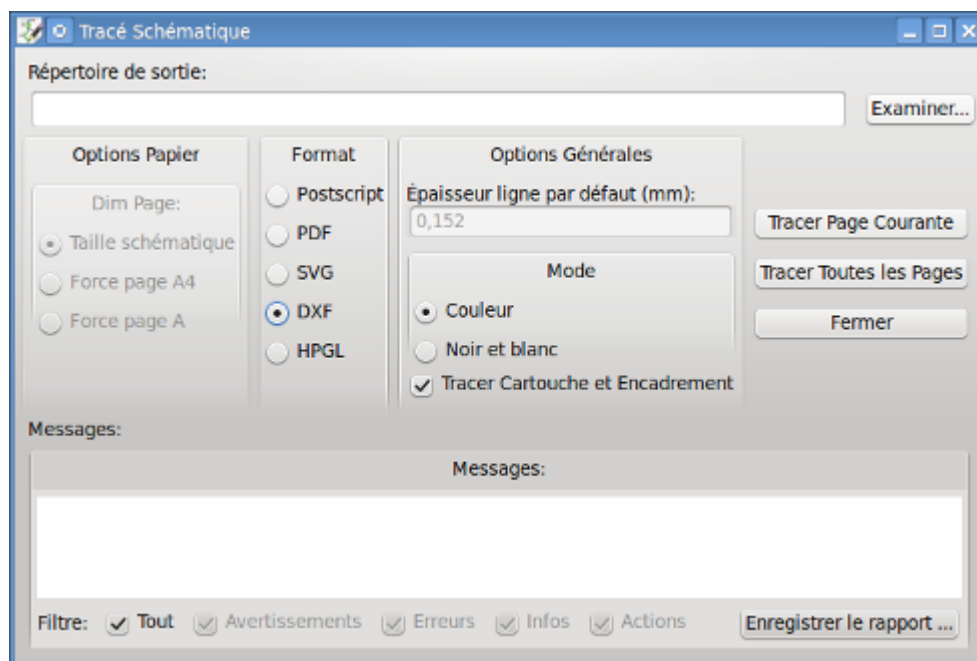 Tracé Schématique
Répertoire de sortie:
Examiner...
Options Papier
Dim Page:
Taille schématique
Force page A4
Force page A
Format
Postscript
PDF
SVG
DXF
HPGL
Options Générales
Épaisseur ligne par défaut (mm):
0,152
Mode
Couleur
Noir et blanc
Tracer Cartouche et Encadrement
Tracer Page Courante
Tracer Toutes les Pages
Fermer
Messages:
Messages:
Filtre: Tout Avertissements Erreurs Infos Actions Enregistrer le rapport ...